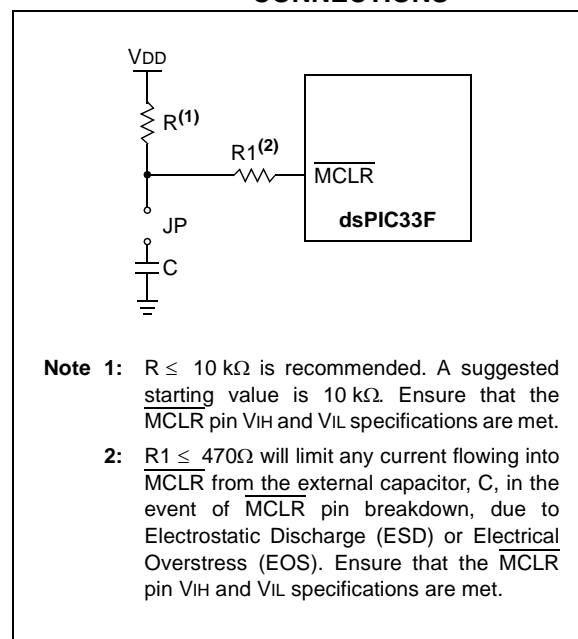 CONNECTIONS
VDD
R(1)
R1(2)
MCLR
dsPIC33F
JP
C
Note 1: R ≤ 10 kΩ is recommended. A suggested
starting value is 10 kΩ. Ensure that the
MCLR pin VIH and VIL specifications are met.
2: R1 ≤ 470Ω will limit any current flowing into
MCLR from the external capacitor, C, in the
event of MCLR pin breakdown, due to
Electrostatic Discharge (ESD) or Electrical
Overstress (EOS). Ensure that the MCLR
pin VIH and VIL specifications are met.